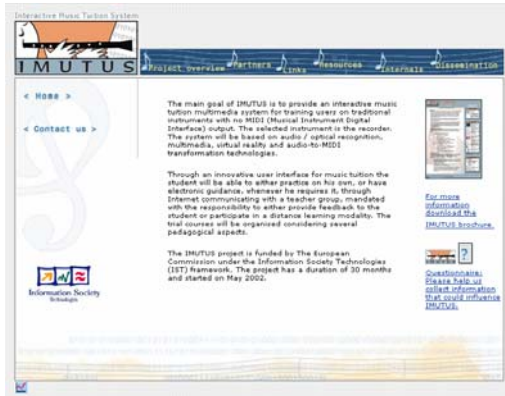 Interactive Music Tuition System
IMUTUS
Project Overview
Partners
Links
Resources
Internals
Dissemination
< Home >
< Contact us >
The main goal of IMUTUS is to provide an interactive music
tuition multimedia system for training users on traditional
instruments with no MIDI (Musical Instrument Digital
Interface) output. The selected instrument is the recorder.
The system will be based on audio / optical recognition,
multimedia, virtual reality and audio-to-MIDI
transformation technologies.
Through an innovative user interface for music tuition the
student will be able to either practice on his own, or have
electronic guidance, whenever he requires it, through
Internet communicating with a teacher group, mandated
with the responsibility to either provide feedback to the
student or participate in a distance learning modality. The
trial courses will be organised considering several
pedagogical aspects.
The IMUTUS project is funded by The European
Commission under the Information Society Technologies
(IST) framework. The project has a duration of 30 months
and started on May 2002.
For more
information
download the
IMUTUS brochure.
?
Questionnaire:
Please help us
collect information
that could influence
IMUTUS.
Information Society
Technologies